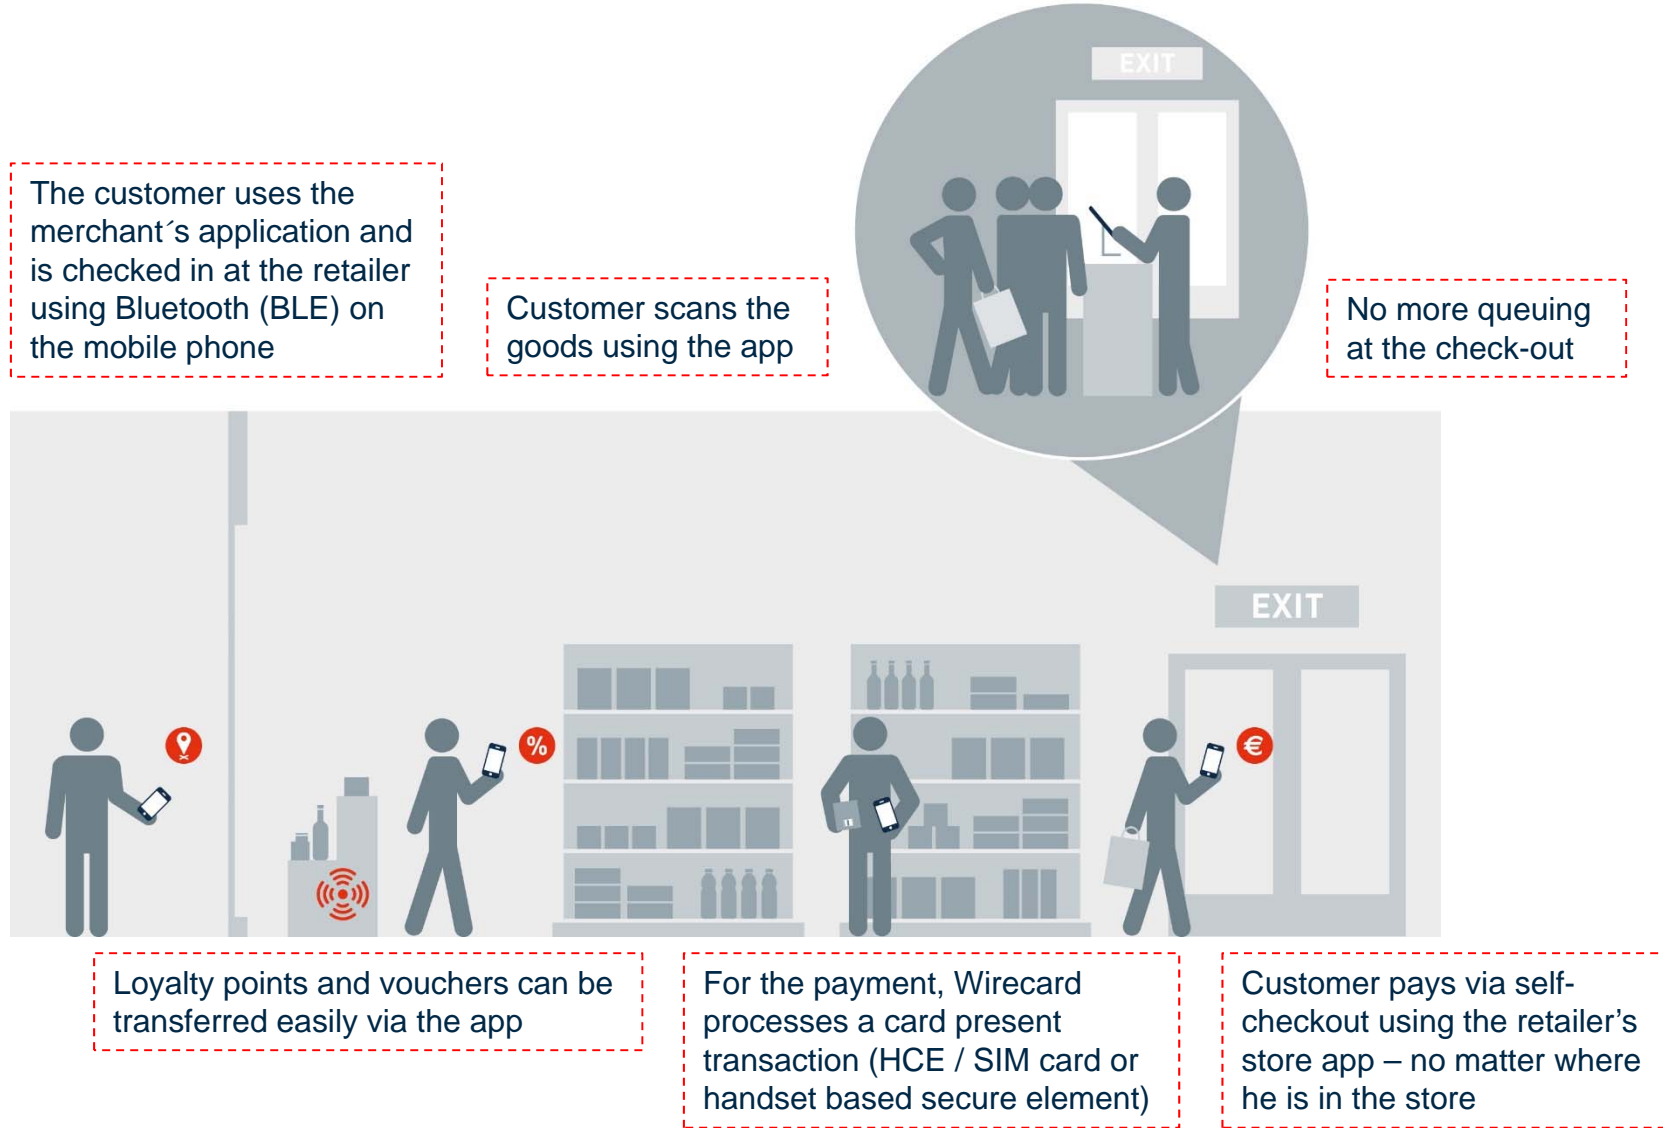 EXIT
The customer uses the
merchant´s application and
is checked in at the retailer
using Bluetooth (BLE) on
the mobile phone
Customer scans the
goods using the app
No more queuing
at the check-out
EXIT
%
€
Loyalty points and vouchers can be
transferred easily via the app
For the payment, Wirecard
processes a card present
transaction (HCE / SIM card or
handset based secure element)
Customer pays via self-
checkout using the retailer’s
store app – no matter where
he is in the store